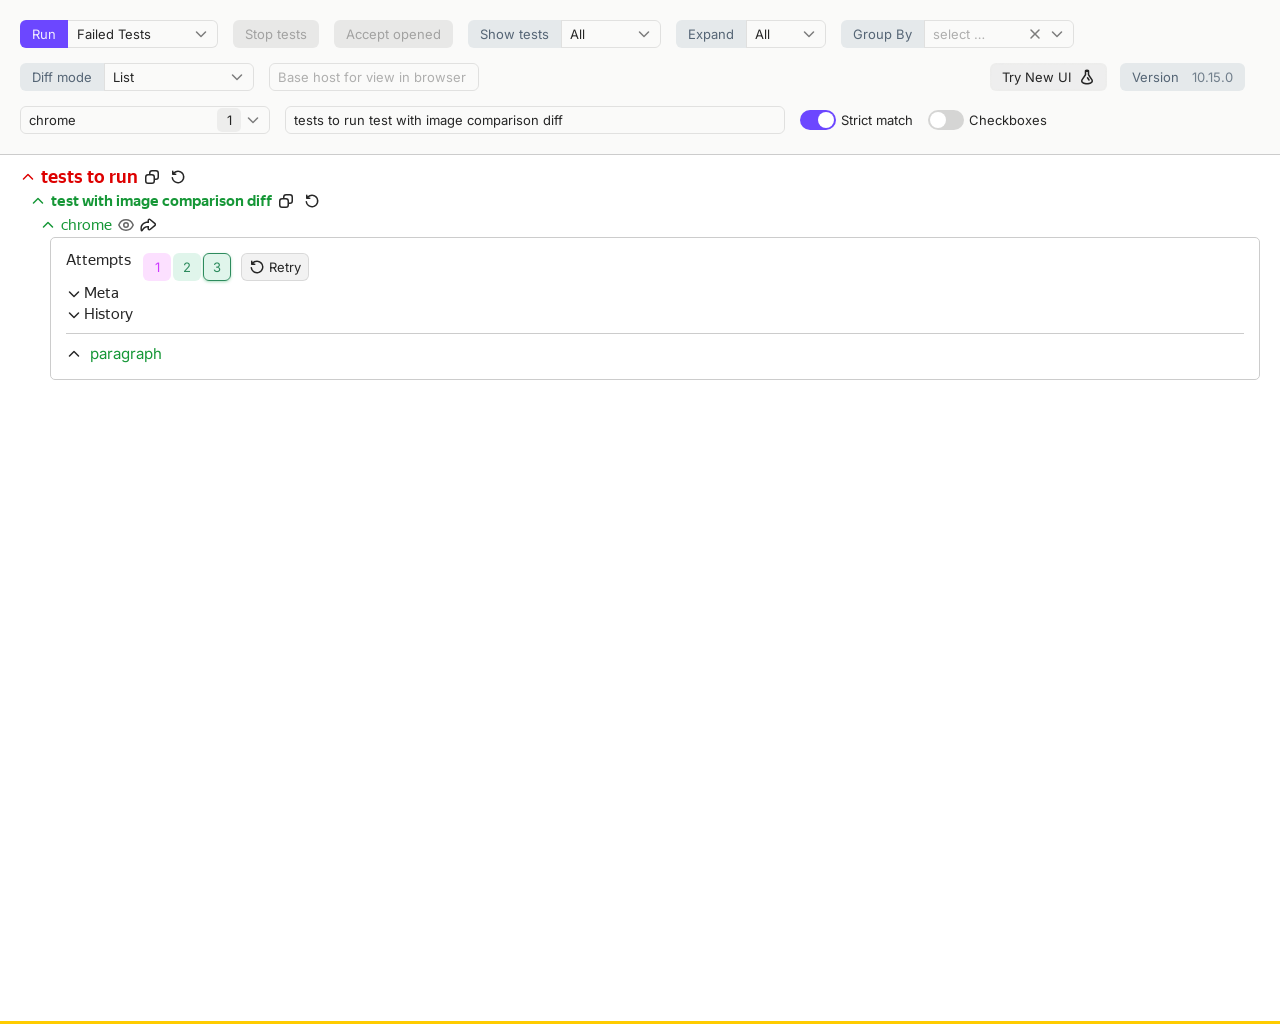 Run Failed Tests Stop tests Accept opened Show tests All Expand All Group By select ...
Diff mode List Base host for view in browser Try New UI Version 10.15.0
chrome 1 tests to run test with image comparison diff Strict match Checkboxes
tests to run
test with image comparison diff
chrome
Attempts 1 2 3 Retry
Meta
History
paragraph